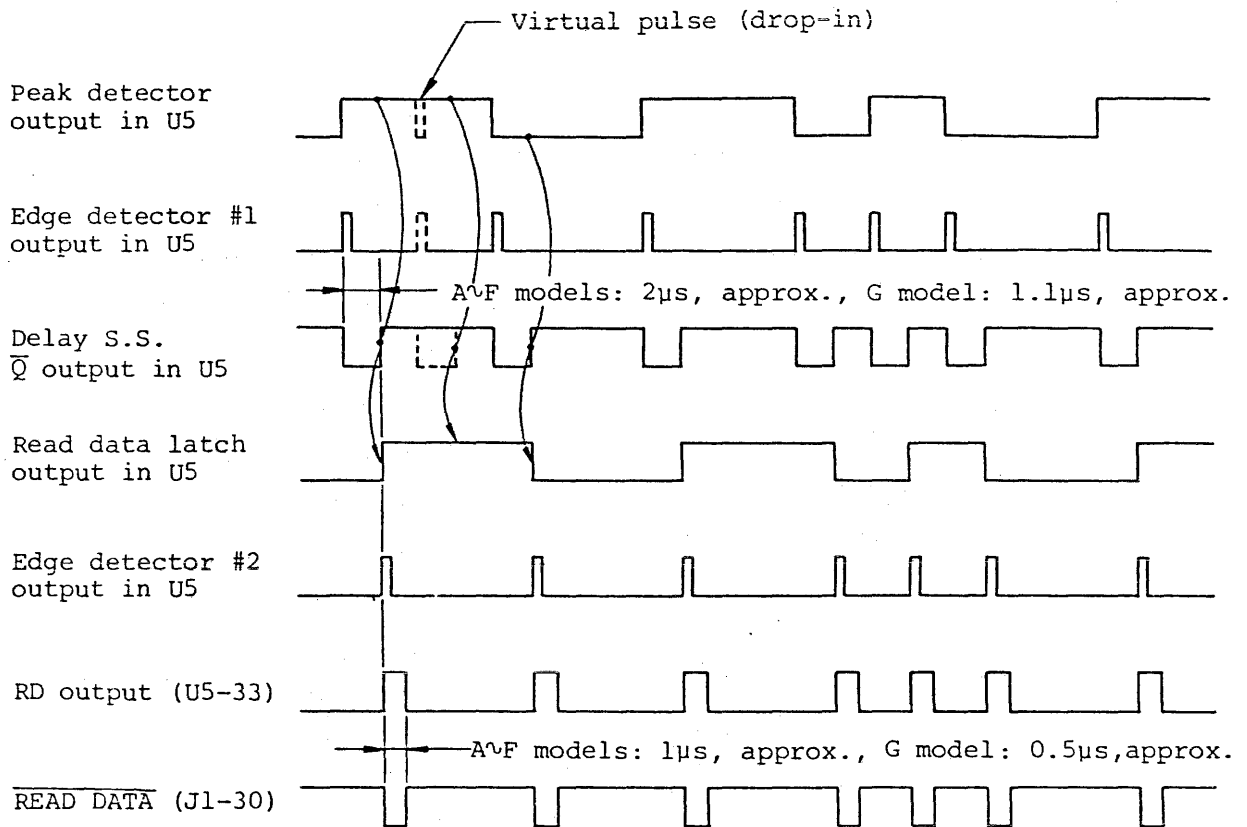 Virtual pulse (drop-in)
Peak detector
output in U5
Edge detector #1
output in U5
A~F models: 2μs, approx., G model: 1.1μs, approx.
Delay S.S.
Q̅ output in U5
Read data latch
output in U5
Edge detector #2
output in U5
RD output (U5-33)
A~F models: 1μs, approx., G model: 0.5μs,approx.
READ DATA (J1-30)